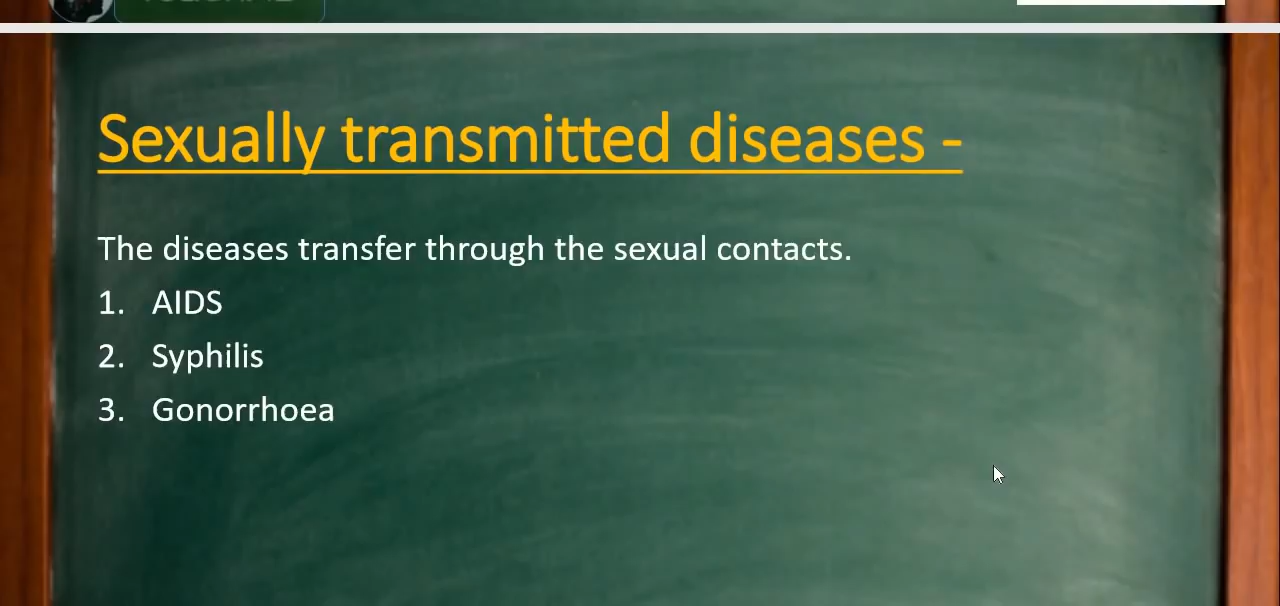 Sexually transmitted diseases -
The diseases transfer through the sexual contacts.
1. AIDS
2. Syphilis
3. Gonorrhoea